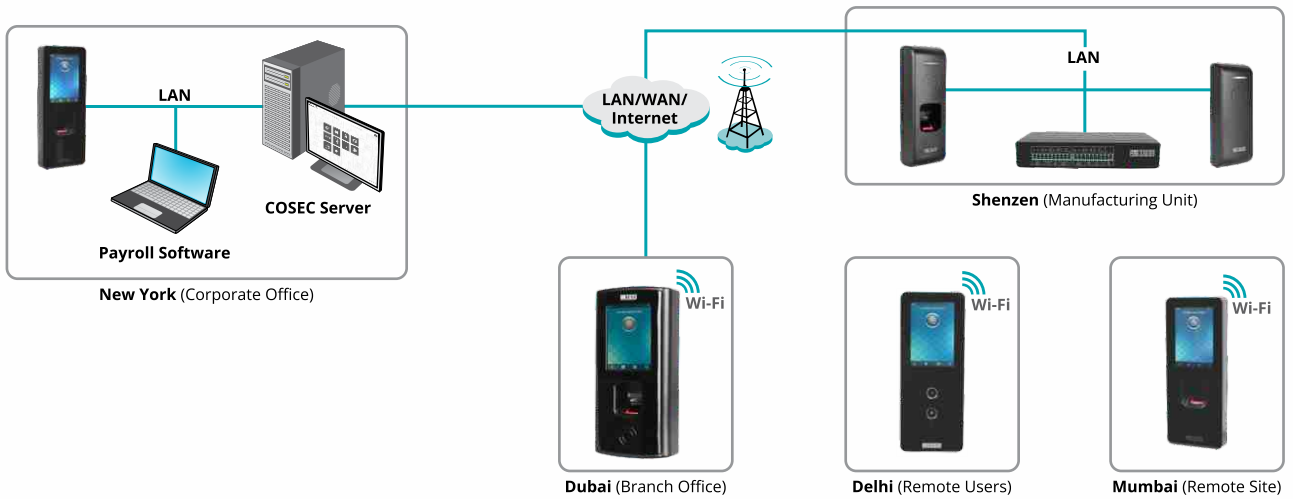 LAN
COSEC Server
Payroll Software
New York (Corporate Office)
LAN/WAN/
Internet
LAN
Shenzen (Manufacturing Unit)
Wi-Fi
Dubai (Branch Office)
Wi-Fi
Delhi (Remote Users)
Wi-Fi
Mumbai (Remote Site)